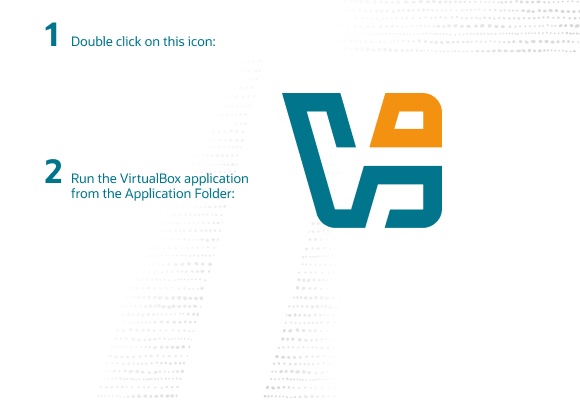 1 Double click on this icon:
2 Run the VirtualBox application
from the Application Folder: